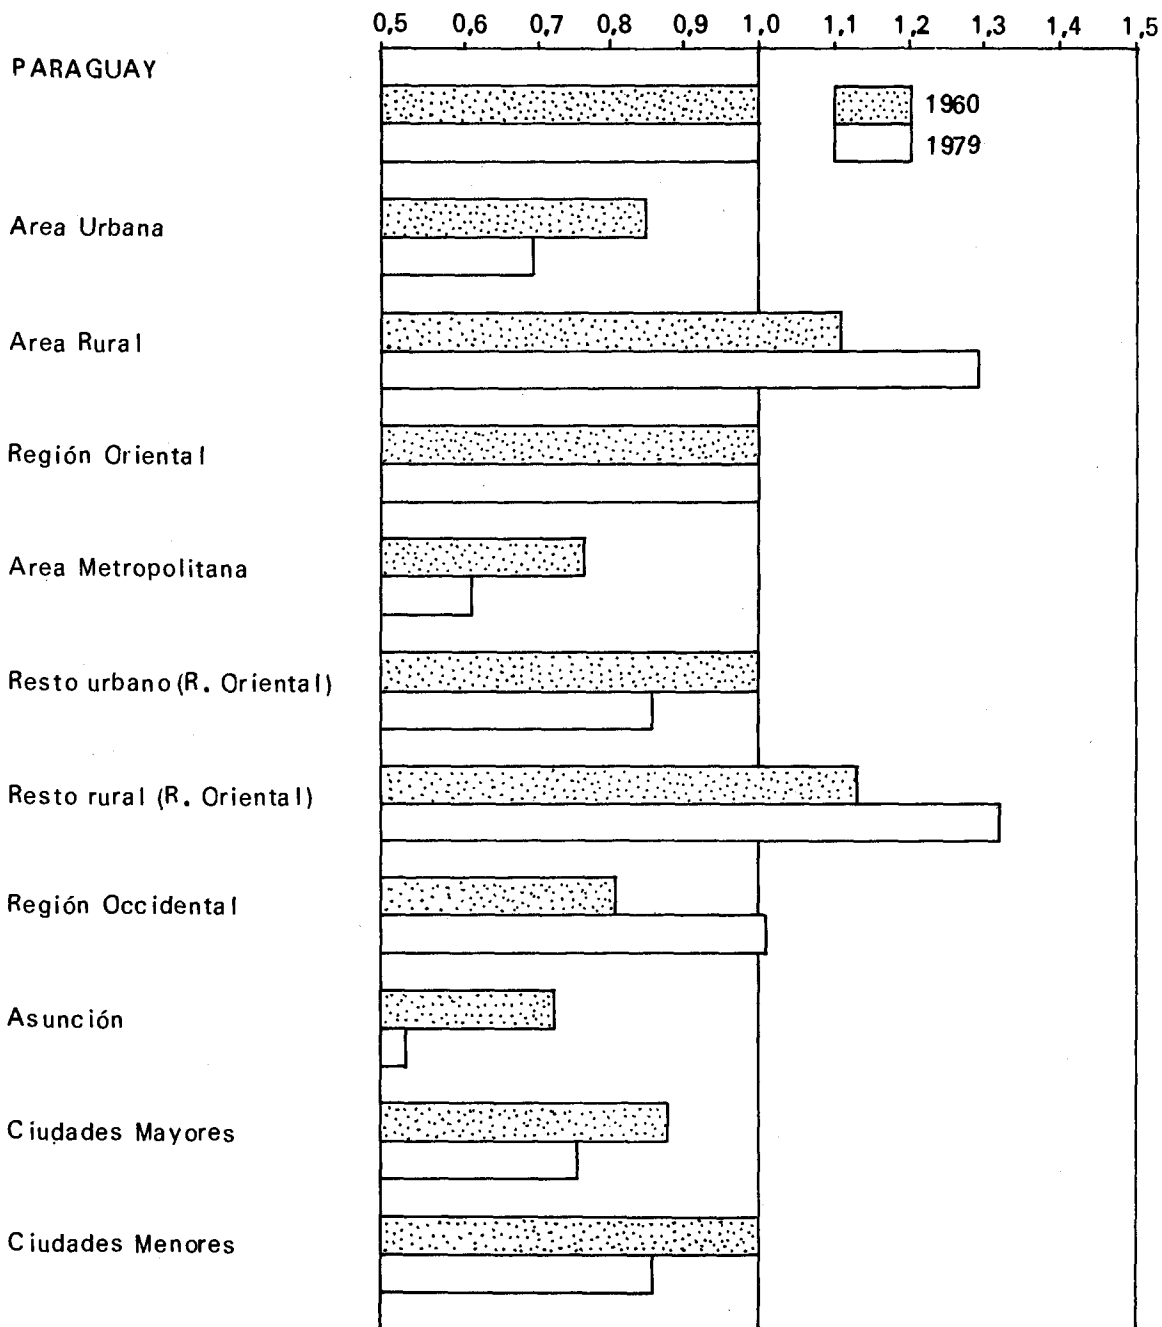 0,5 0,6 0,7 0,8 0,9 1,0 1,1 1,2 1,3 1,4 1,5
PARAGUAY
1960
1979
Area Urbana
Area Rural
Región Oriental
Area Metropolitana
Resto urbano (R. Oriental)
Resto rural (R. Oriental)
Región Occidental
Asunción
Ciudades Mayores
Ciudades Menores